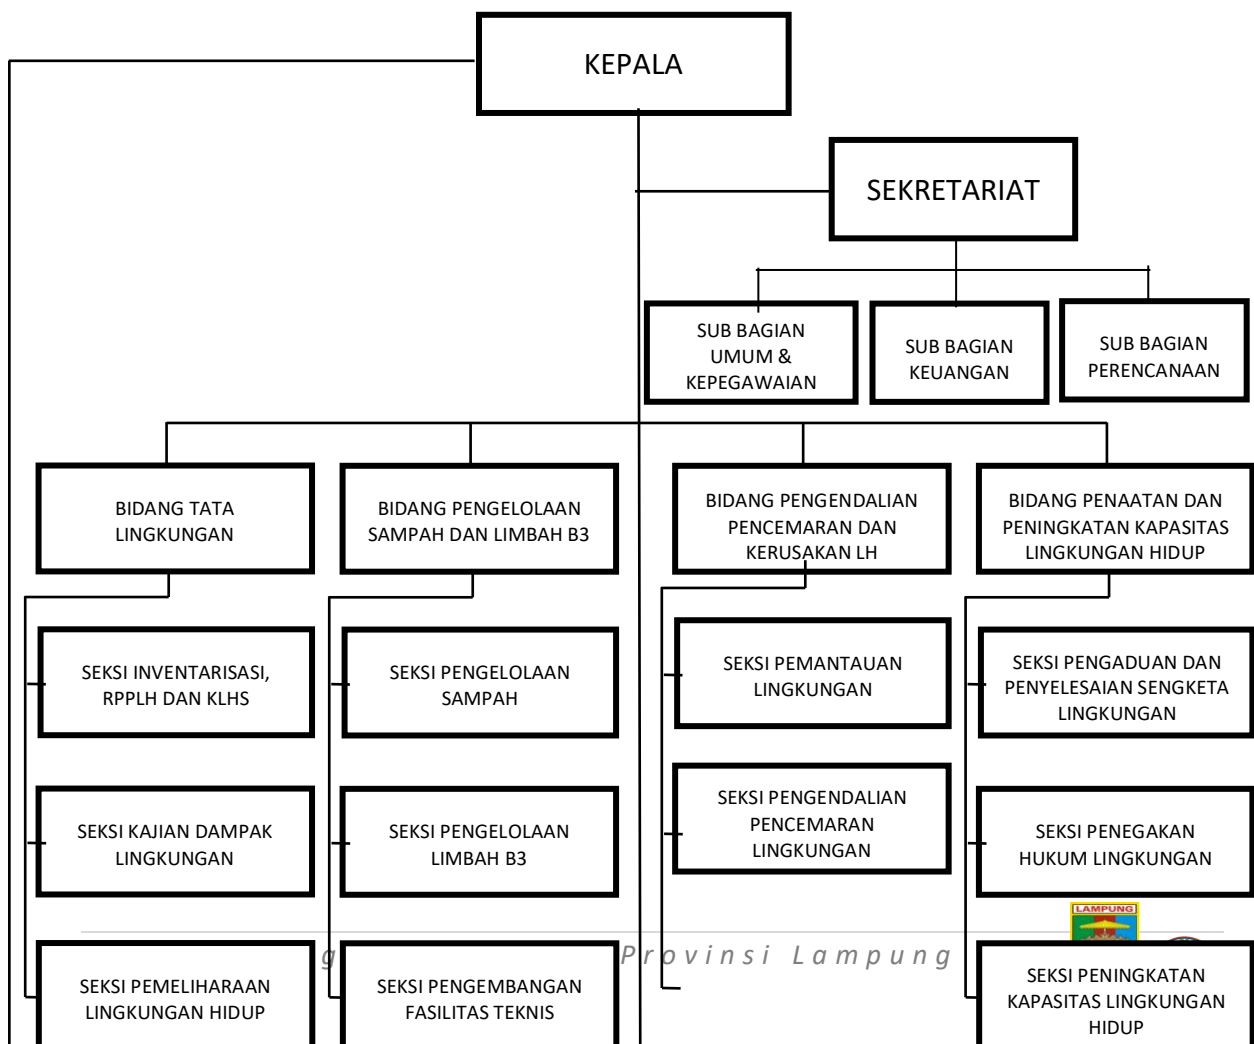 KEPALA
SEKRETARIAT
SUB BAGIAN
UMUM &
KEPEGAWAIAN
SUB BAGIAN
KEUANGAN
SUB BAGIAN
PERENCANAAN
BIDANG TATA
LINGKUNGAN
BIDANG PENGELOLAAN
SAMPAH DAN LIMBAH B3
BIDANG PENGENDALIAN
PENCEMARAN DAN
KERUSAKAN LH
BIDANG PENAATAN DAN
PENINGKATAN KAPASITAS
LINGKUNGAN HIDUP
SEKSI INVENTARISASI,
RPPLH DAN KLHS
SEKSI PENGELOLAAN
SAMPAH
SEKSI PEMANTAUAN
LINGKUNGAN
SEKSI PENGADUAN DAN
PENYELESAIAN SENGKETA
LINGKUNGAN
SEKSI KAJIAN DAMPAK
LINGKUNGAN
SEKSI PENGELOLAAN
LIMBAH B3
SEKSI PENGENDALIAN
PENCEMARAN
LINGKUNGAN
SEKSI PENEGAKAN
HUKUM LINGKUNGAN
LAMPUNG
Provinsi Lampung
SEKSI PEMELIHARAAN
LINGKUNGAN HIDUP
SEKSI PENGEMBANGAN
FASILITAS TEKNIS
SEKSI PENINGKATAN
KAPASITAS LINGKUNGAN
HIDUP